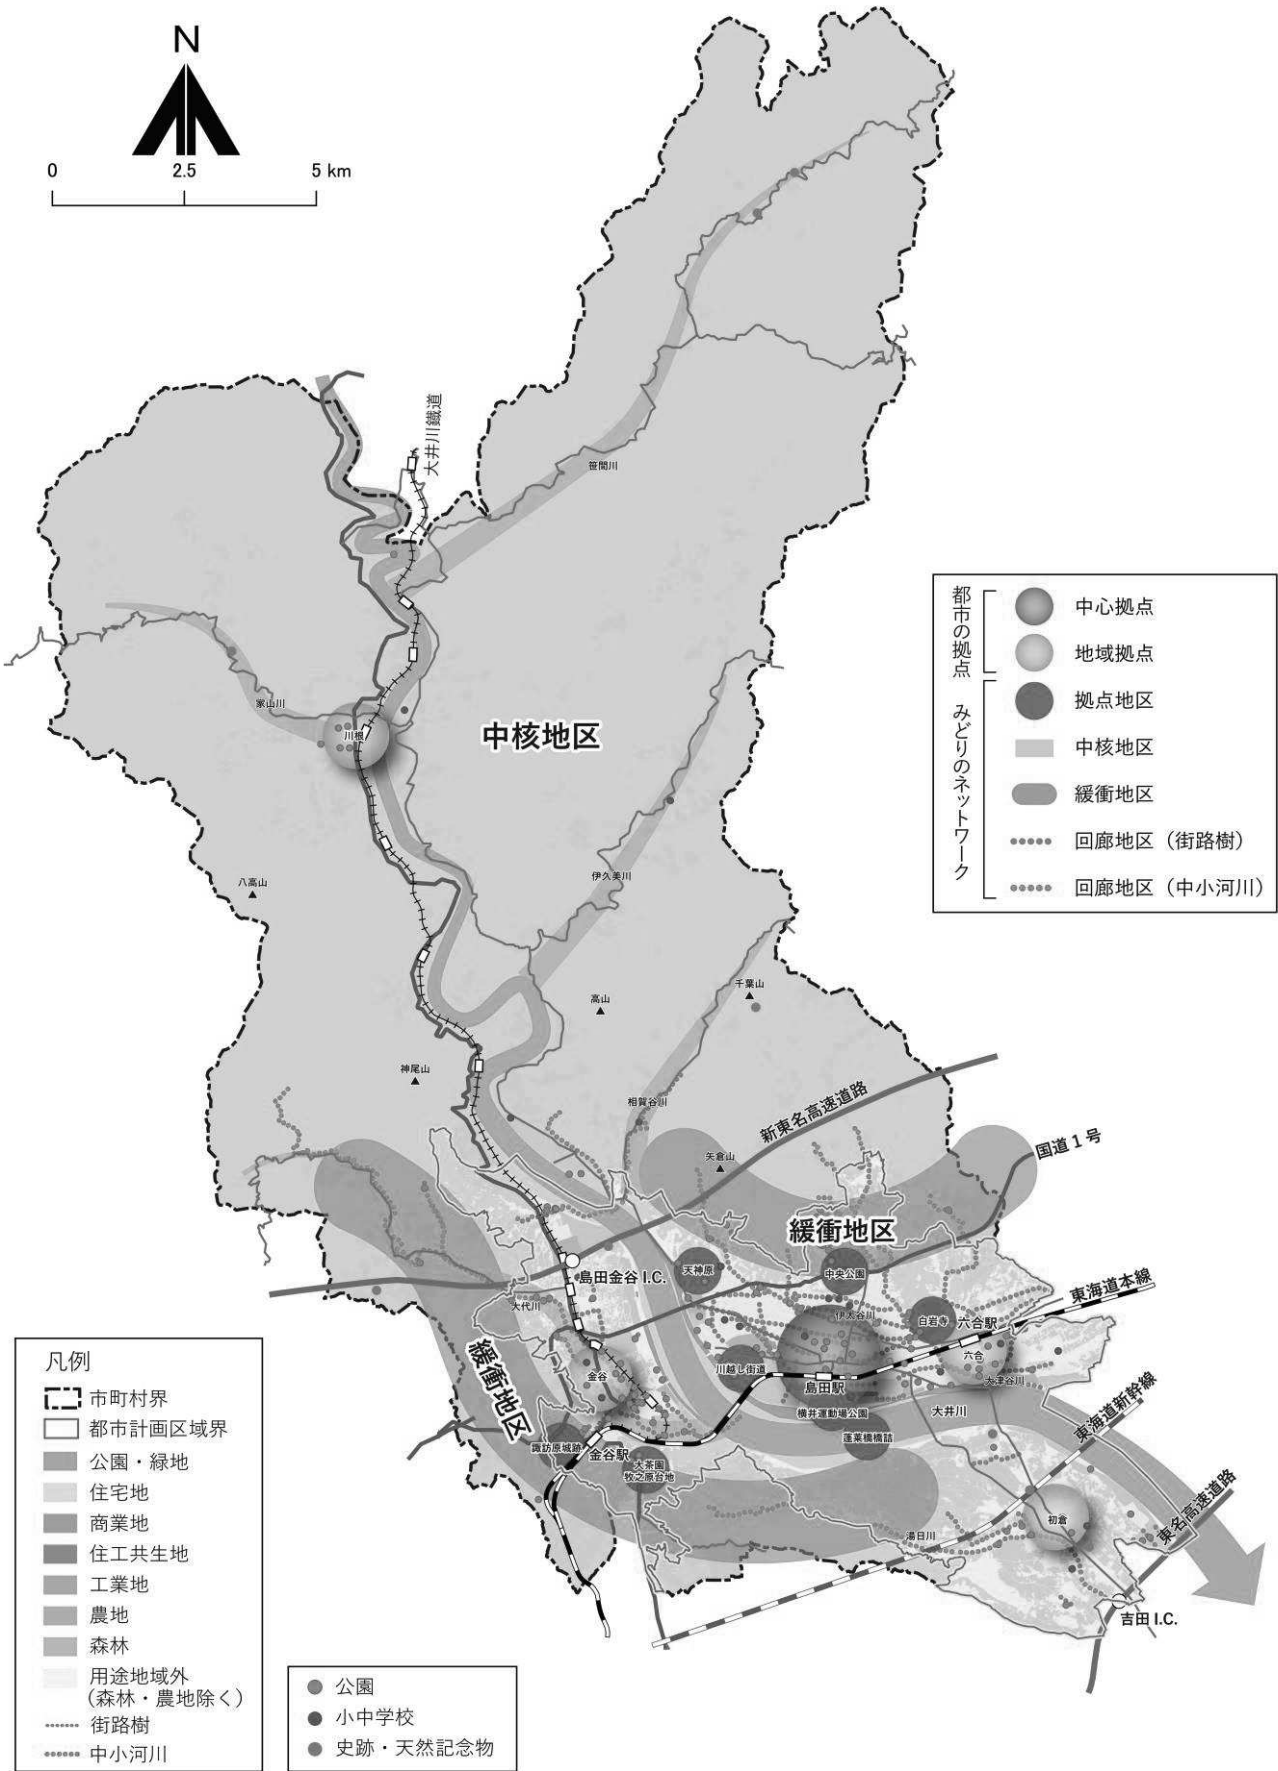 N
0 2.5 5 km
大井川鐵道
笹間川
家山川
川根
中核地区
八高山
伊久美川
高山
千葉山
神尾山
相賀谷川
新東名高速道路
矢倉山
国道1号
緩衝地区
島田金谷 I.C.
天神原
中央公園
大代川
伊太谷川
白岩寺
六合駅
東海道本線
緩衝地区
金谷
川越し街道
島田駅
六合
大津谷川
横井運動場公園
大井川
蓬莱橋橋詰
東海道新幹線
諏訪原城跡
金谷駅
大茶園
牧之原台地
湯日川
初倉
東名高速道路
吉田 I.C.
都市の拠点
中心拠点
地域拠点
みどりのネットワーク
拠点地区
中核地区
緩衝地区
回廊地区（街路樹）
回廊地区（中小河川）
凡例
市町村界
都市計画区域界
公園・緑地
住宅地
商業地
住工共生地
工業地
農地
森林
用途地域外
（森林・農地除く）
街路樹
中小河川
公園
小中学校
史跡・天然記念物